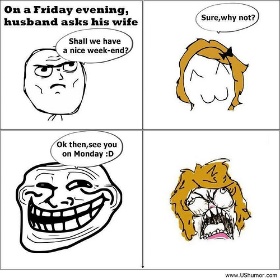 On a Friday evening,
husband asks his wife
Shall we have
a nice week-end?
Sure,why not?
Ok then,see you
on Monday :D
www.UShumor.com